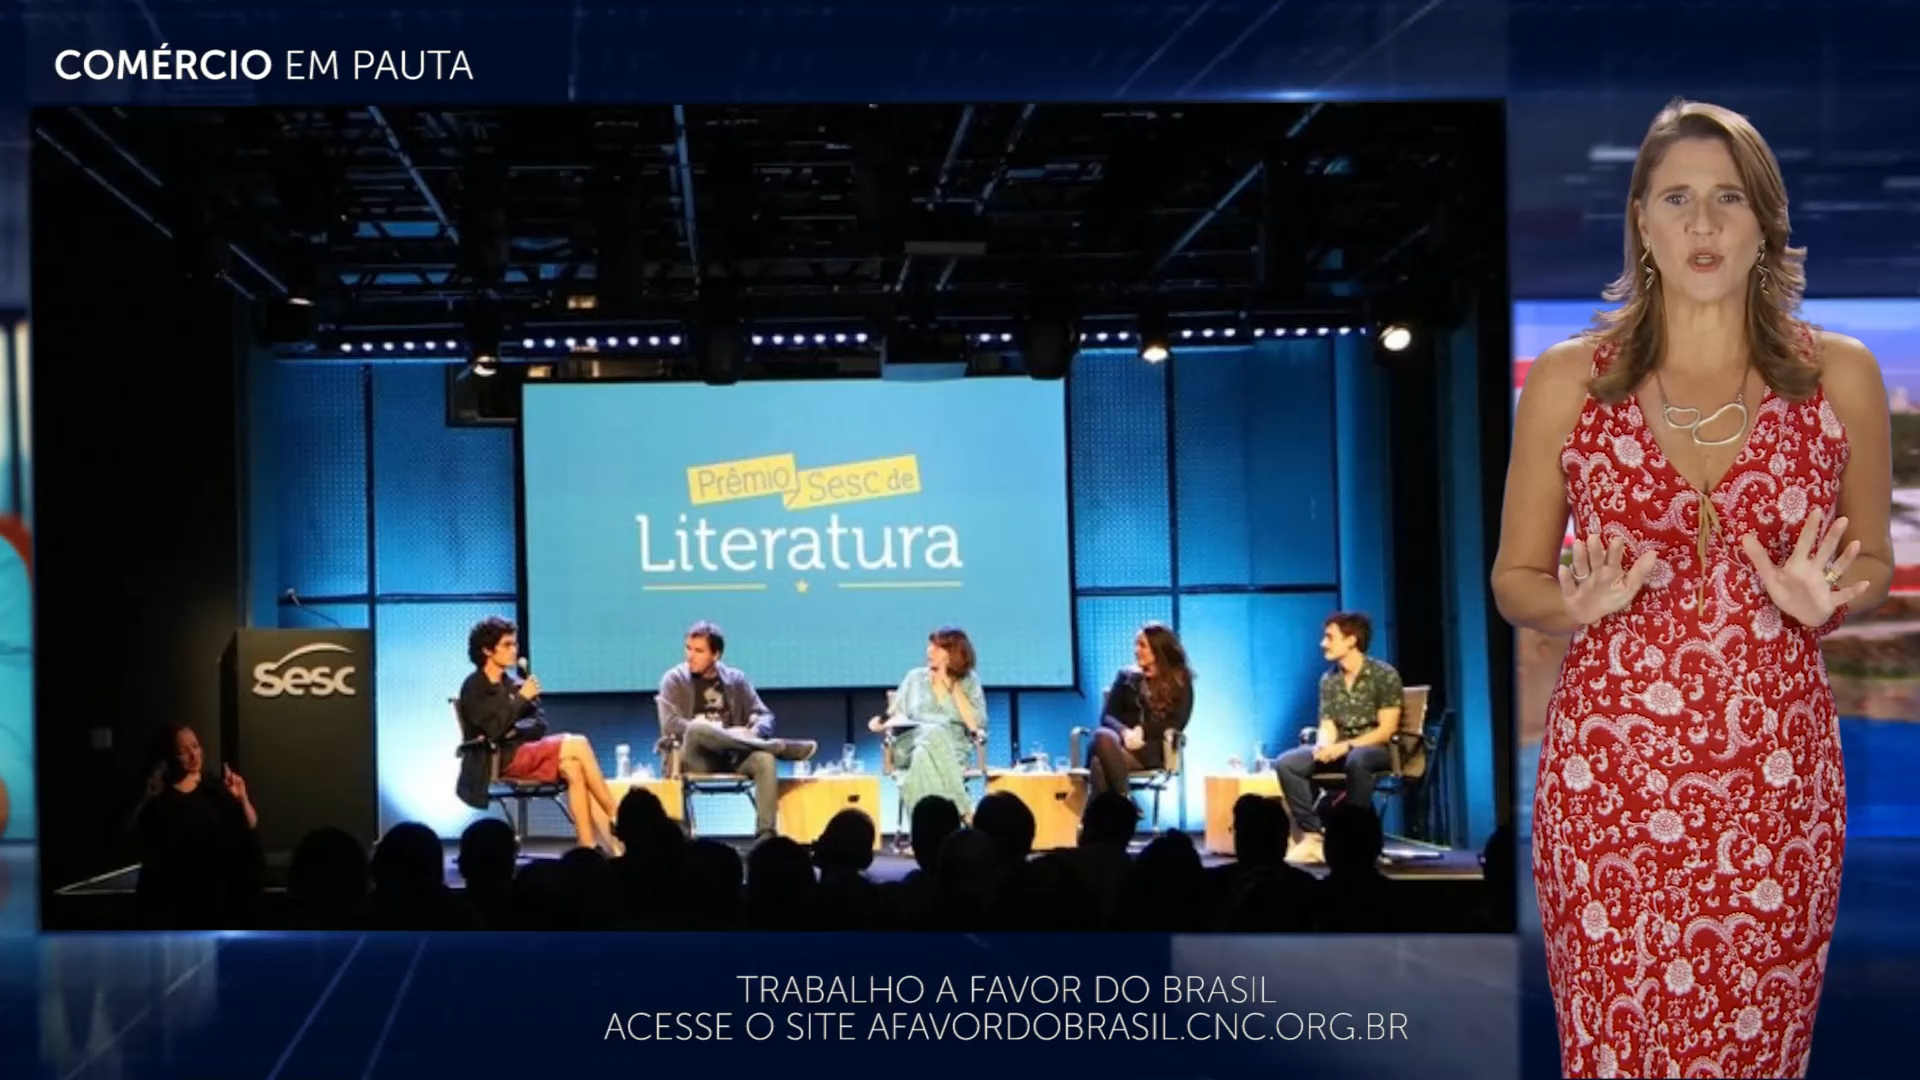 COMÉRCIO EM PAUTA
Prêmio Sesc de
Literatura
Sesc
TRABALHO A FAVOR DO BRASIL
ACESSE O SITE AFAVORDOBRASIL.CNC.ORG.BR